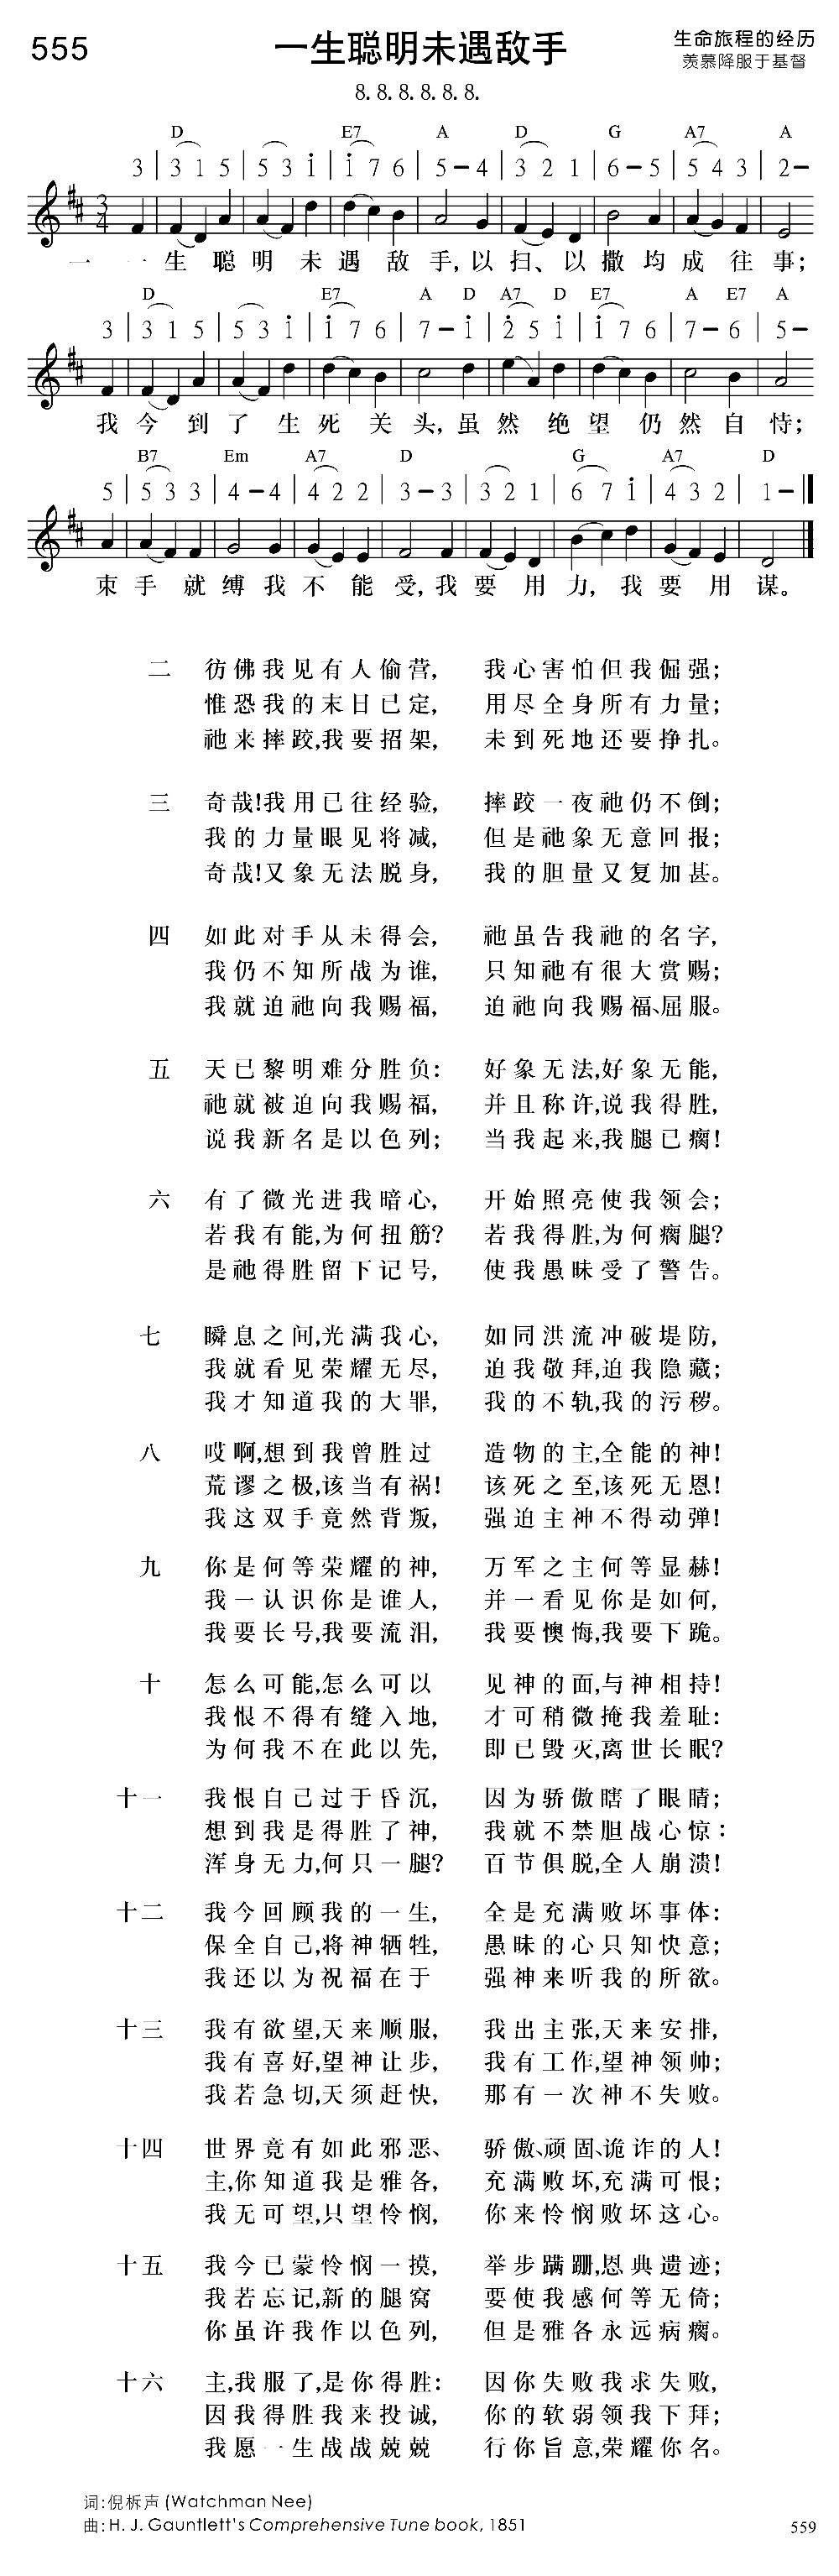 555
一生聪明未遇敌手
生命旅程的经历
羡慕降服于基督
8. 8. 8. 8. 8. 8.
D E7 A D G A7 A
3 | 3 1 5 | 5 3 i | i 7 6 | 5 – 4 | 3 2 1 | 6 – 5 | 5 4 3 | 2 –
一 一 生 聪 明 未 遇 敌 手, 以 扫、 以 撒 均 成 往 事;
D E7 A D A7 D E7 A E7 A
3 | 3 1 5 | 5 3 i | i 7 6 | 7 – i | 2̇ 5 i | i 7 6 | 7 – 6 | 5 –
我 今 到 了 生 死 关 头, 虽 然 绝 望 仍 然 自 恃;
B7 Em A7 D G A7 D
5 | 5 3 3 | 4 – 4 | 4 2 2 | 3 – 3 | 3 2 1 | 6 7 i | 4 3 2 | 1 – ‖
束 手 就 缚 我 不 能 受, 我 要 用 力, 我 要 用 谋。
二 彷佛我见有人偷营, 我心害怕但我倔强;
惟恐我的末日已定, 用尽全身所有力量;
祂来摔跤,我要招架, 未到死地还要挣扎。
三 奇哉!我用已往经验, 摔跤一夜祂仍不倒;
我的力量眼见将减, 但是祂象无意回报;
奇哉!又象无法脱身, 我的胆量又复加甚。
四 如此对手从未得会, 祂虽告我祂的名字,
我仍不知所战为谁, 只知祂有很大赏赐;
我就迫祂向我赐福, 迫祂向我赐福、屈服。
五 天已黎明难分胜负: 好象无法,好象无能,
祂就被迫向我赐福, 并且称许,说我得胜,
说我新名是以色列; 当我起来,我腿已瘸!
六 有了微光进我暗心, 开始照亮使我领会;
若我有能,为何扭筋? 若我得胜,为何瘸腿?
是祂得胜留下记号, 使我愚昧受了警告。
七 瞬息之间,光满我心, 如同洪流冲破堤防,
我就看见荣耀无尽, 迫我敬拜,迫我隐藏;
我才知道我的大罪, 我的不轨,我的污秽。
八 哎啊,想到我曾胜过 造物的主,全能的神!
荒谬之极,该当有祸! 该死之至,该死无恩!
我这双手竟然背叛, 强迫主神不得动弹!
九 你是何等荣耀的神, 万军之主何等显赫!
我一认识你是谁人, 并一看见你是如何,
我要长号,我要流泪, 我要懊悔,我要下跪。
十 怎么可能,怎么可以 见神的面,与神相持!
我恨不得有缝入地, 才可稍微掩我羞耻:
为何我不在此以先, 即已毁灭,离世长眠?
十一 我恨自己过于昏沉, 因为骄傲瞎了眼睛;
想到我是得胜了神, 我就不禁胆战心惊:
浑身无力,何只一腿? 百节俱脱,全人崩溃!
十二 我今回顾我的一生, 全是充满败坏事体:
保全自己,将神牺牲, 愚昧的心只知快意;
我还以为祝福在于 强神来听我的所欲。
十三 我有欲望,天来顺服, 我出主张,天来安排,
我有喜好,望神让步, 我有工作,望神领帅;
我若急切,天须赶快, 那有一次神不失败。
十四 世界竟有如此邪恶、 骄傲、顽固、诡诈的人!
主,你知道我是雅各, 充满败坏,充满可恨;
我无可望,只望怜悯, 你来怜悯败坏这心。
十五 我今已蒙怜悯一摸, 举步蹒跚,恩典遗迹;
我若忘记,新的腿窝 要使我感何等无倚;
你虽许我作以色列, 但是雅各永远病瘸。
十六 主,我服了,是你得胜: 因你失败我求失败,
因我得胜我来投诚, 你的软弱领我下拜;
我愿一生战战兢兢 行你旨意,荣耀你名。
词:倪柝声 (Watchman Nee)
曲: H. J. Gauntlett's Comprehensive Tune book, 1851
559